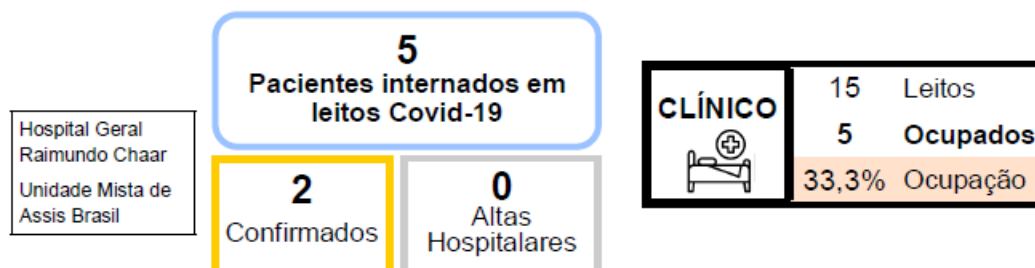 Hospital Geral
Raimundo Chaar
Unidade Mista de
Assis Brasil
5
Pacientes internados em
leitos Covid-19
2
Confirmados
0
Altas
Hospitalares
CLÍNICO
15 Leitos
5 Ocupados
33,3% Ocupação